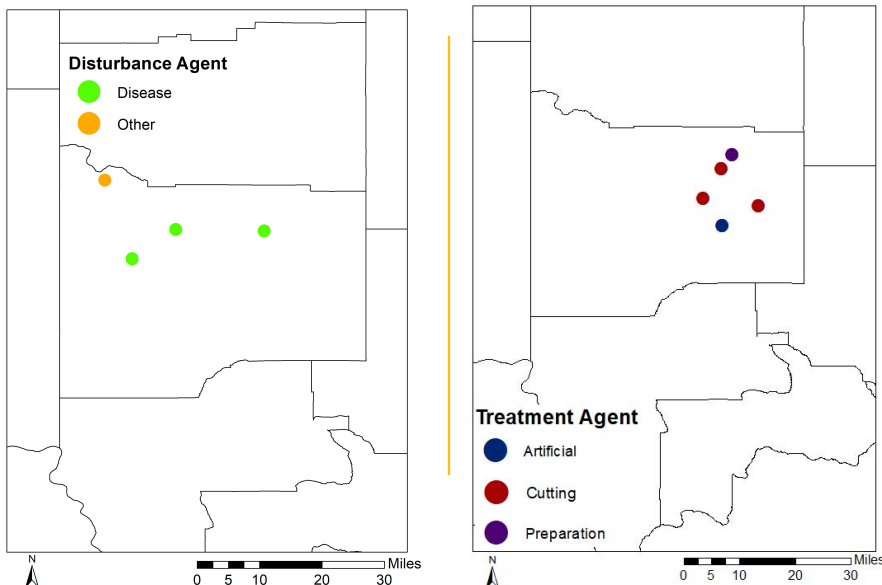 Disturbance Agent
Disease
Other
N
0 5 10 20 30
Miles
Treatment Agent
Artificial
Cutting
Preparation
N
0 5 10 20 30
Miles